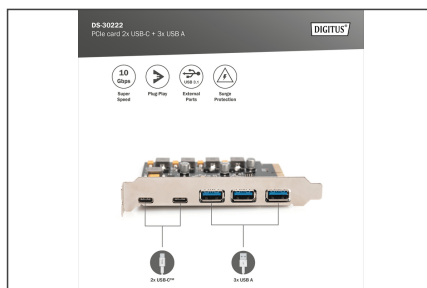 DS-30222
PCIe card 2x USB-C + 3x USB A
DIGITUS®
10
Gbps
USB 3.1
Super
Speed
Plug-Play
External
Ports
Surge
Protection
2x USB-C™
3x USB A